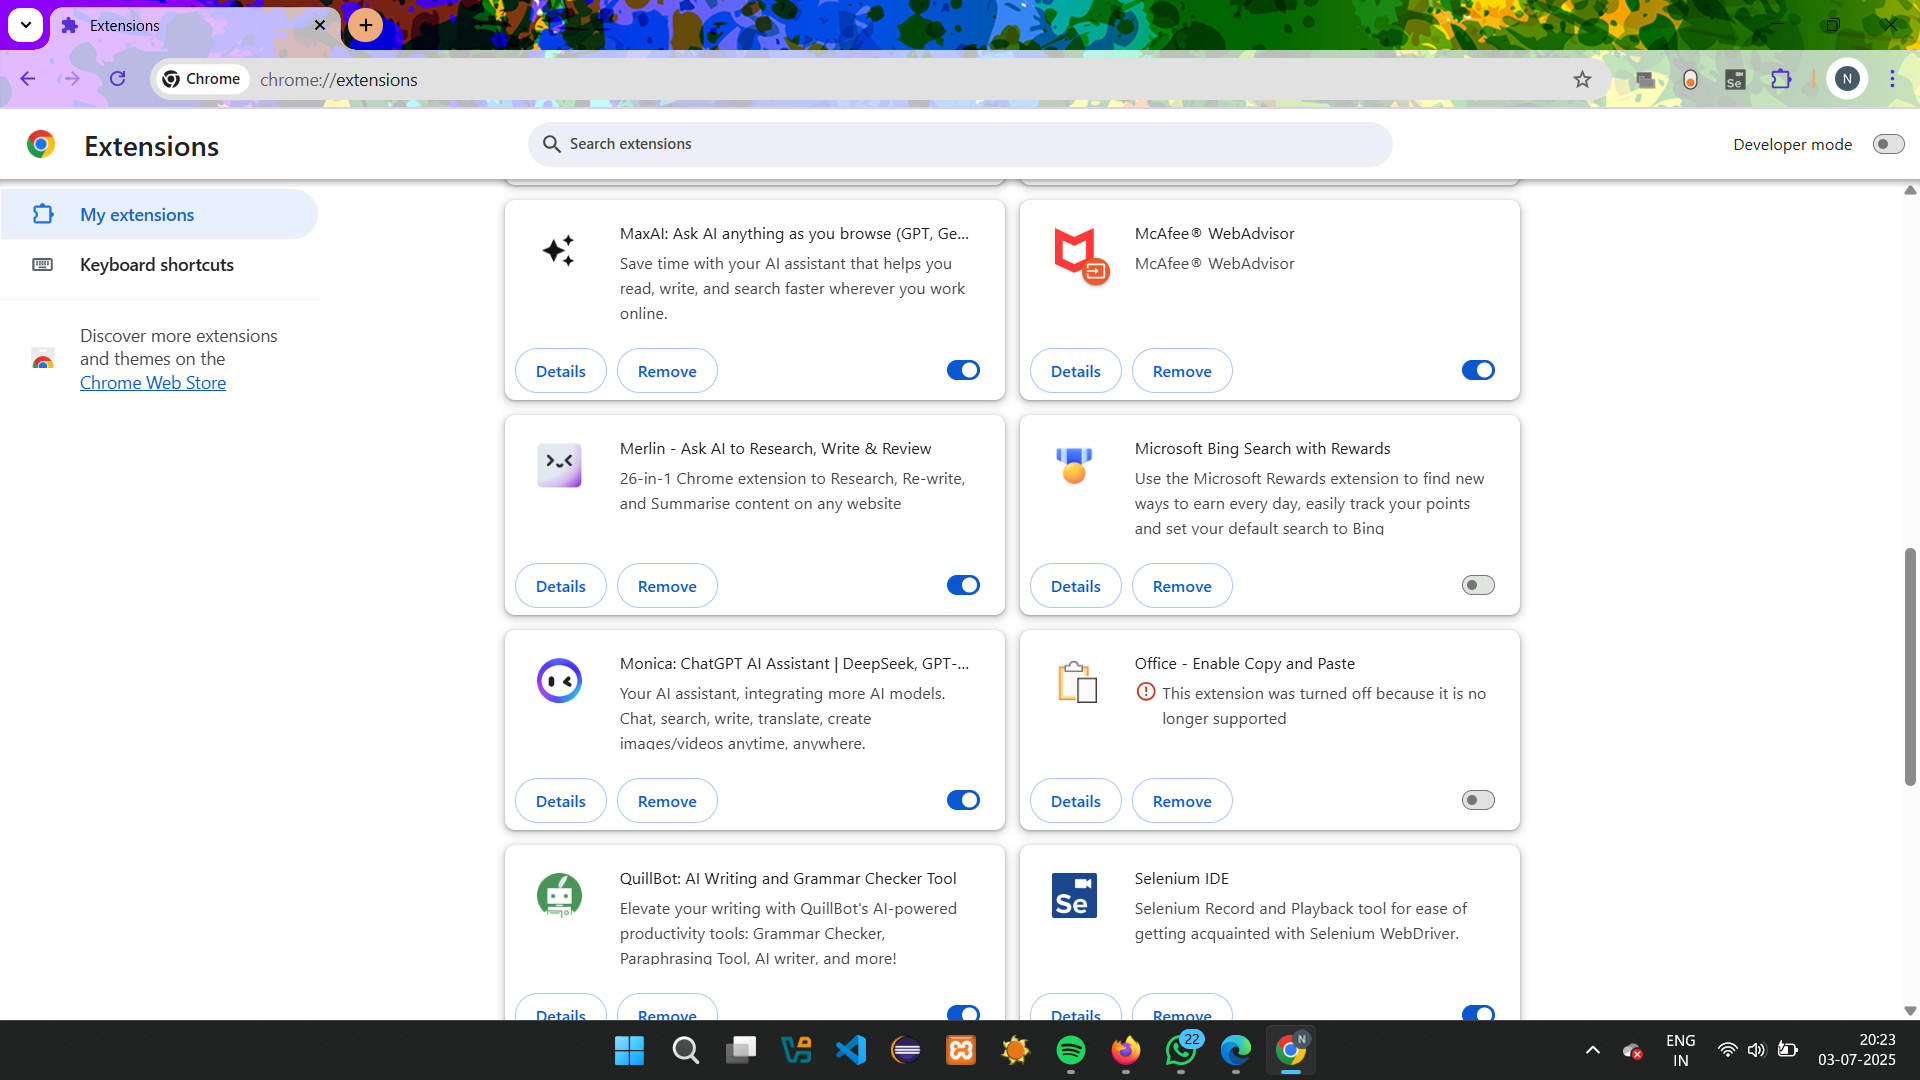 Extensions
Chrome
chrome://extensions
Se
N
Extensions
Search extensions
Developer mode
My extensions
Keyboard shortcuts
Discover more extensions
and themes on the
Chrome Web Store
MaxAI: Ask AI anything as you browse (GPT, Ge...
Save time with your AI assistant that helps you
read, write, and search faster wherever you work
online.
Details
Remove
McAfee® WebAdvisor
McAfee® WebAdvisor
Details
Remove
Merlin - Ask AI to Research, Write & Review
26-in-1 Chrome extension to Research, Re-write,
and Summarise content on any website
Details
Remove
Microsoft Bing Search with Rewards
Use the Microsoft Rewards extension to find new
ways to earn every day, easily track your points
and set your default search to Bing
Details
Remove
Monica: ChatGPT AI Assistant | DeepSeek, GPT-...
Your AI assistant, integrating more AI models.
Chat, search, write, translate, create
images/videos anytime, anywhere.
Details
Remove
Office - Enable Copy and Paste
This extension was turned off because it is no
longer supported
Details
Remove
QuillBot: AI Writing and Grammar Checker Tool
Elevate your writing with QuillBot's AI-powered
productivity tools: Grammar Checker,
Paraphrasing Tool, AI writer, and more!
Details
Remove
Se
Selenium IDE
Selenium Record and Playback tool for ease of
getting acquainted with Selenium WebDriver.
Details
Remove
22
N
ENG
IN
20:23
03-07-2025